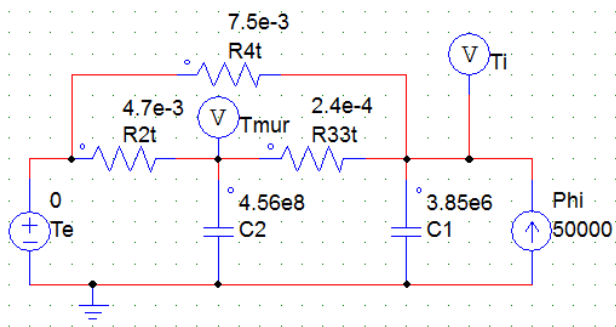 7.5e-3
R4t
V
Ti
4.7e-3
R2t
V
Tmur
2.4e-4
R33t
0
Te
4.56e8
C2
3.85e6
C1
Phi
50000